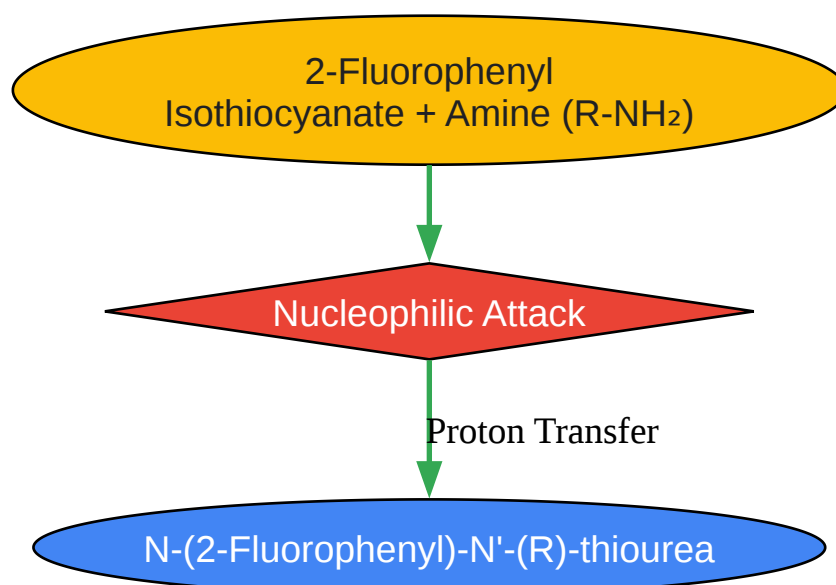 2-Fluorophenyl
Isothiocyanate + Amine (R-NH₂)
Nucleophilic Attack
Proton Transfer
N-(2-Fluorophenyl)-N'-(R)-thiourea